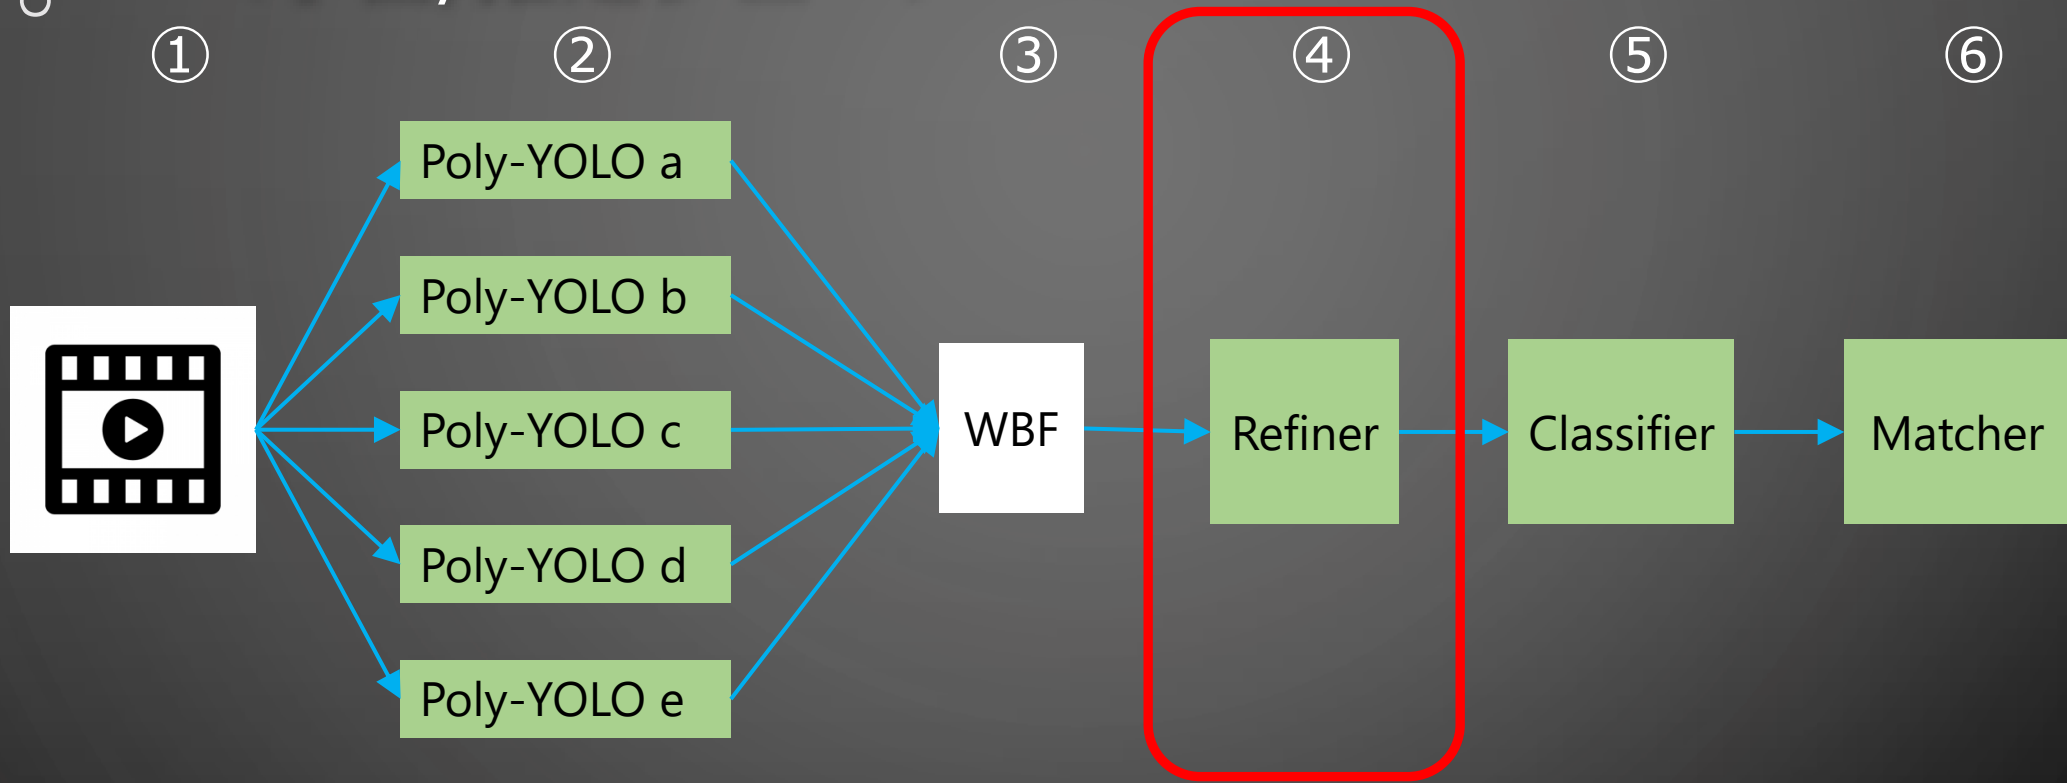 ① ② ③ ④ ⑤ ⑥
Poly-YOLO a
Poly-YOLO b
Poly-YOLO c
Poly-YOLO d
Poly-YOLO e
WBF
Refiner
Classifier
Matcher